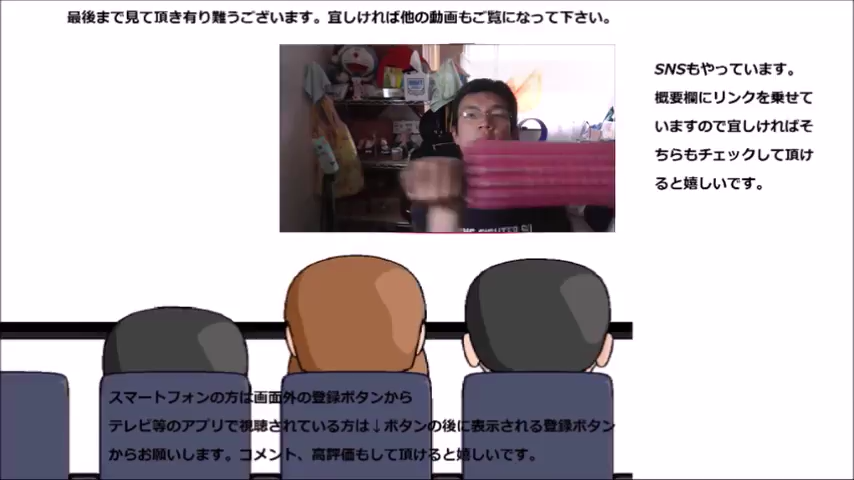 最後まで見て頂き有り難うございます。宜しければ他の動画もご覧になって下さい。
SNSもやっています。
概要欄にリンクを乗せて
いますので宜しければそ
ちらもチェックして頂け
ると嬉しいです。
スマートフォンの方は画面外の登録ボタンから
テレビ等のアプリで視聴されている方は↓ボタンの後に表示される登録ボタン
からお願いします。コメント、高評価もして頂けると嬉しいです。